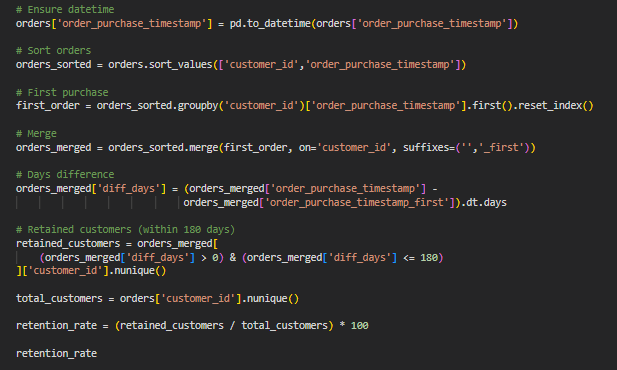 # Ensure datetime
orders['order_purchase_timestamp'] = pd.to_datetime(orders['order_purchase_timestamp'])
# Sort orders
orders_sorted = orders.sort_values(['customer_id','order_purchase_timestamp'])
# First purchase
first_order = orders_sorted.groupby('customer_id')['order_purchase_timestamp'].first().reset_index()
# Merge
orders_merged = orders_sorted.merge(first_order, on='customer_id', suffixes=('','_first'))
# Days difference
orders_merged['diff_days'] = (orders_merged['order_purchase_timestamp'] -
orders_merged['order_purchase_timestamp_first']).dt.days
# Retained customers (within 180 days)
retained_customers = orders_merged[
(orders_merged['diff_days'] > 0) & (orders_merged['diff_days'] <= 180)
]['customer_id'].nunique()
total_customers = orders['customer_id'].nunique()
retention_rate = (retained_customers / total_customers) * 100
retention_rate